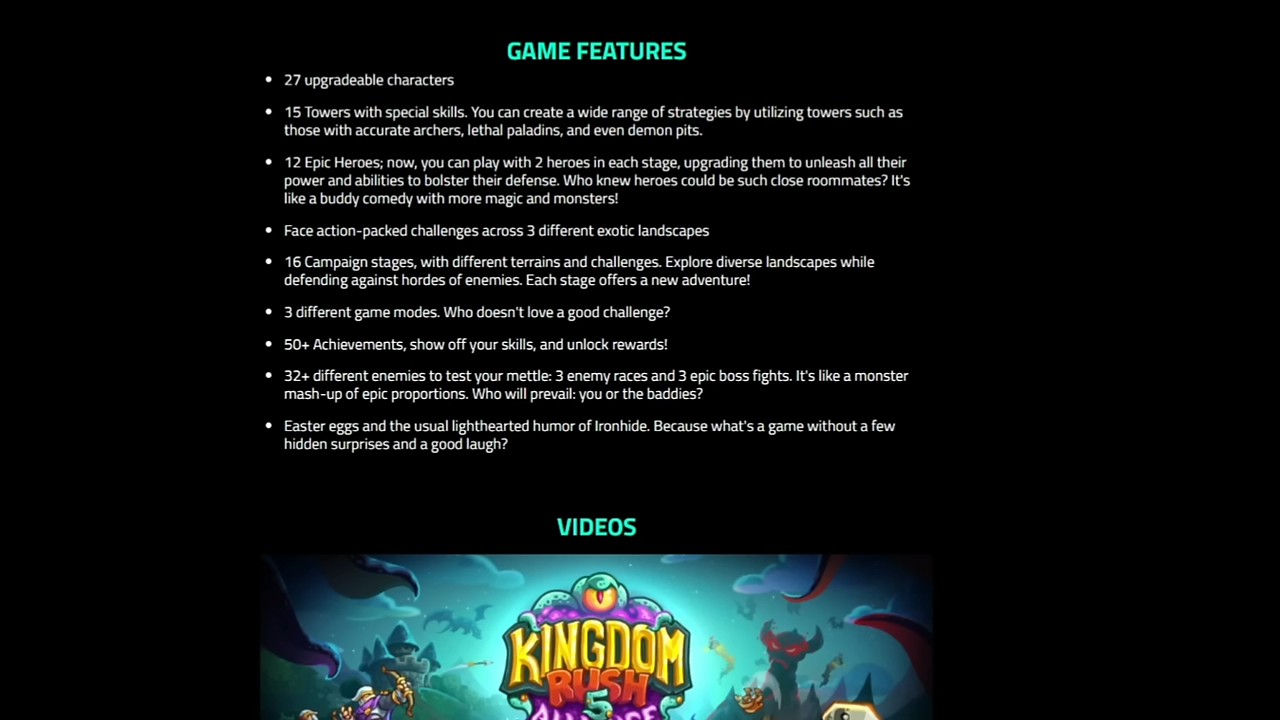 GAME FEATURES
• 27 upgradeable characters
• 15 Towers with special skills. You can create a wide range of strategies by utilizing towers such as
those with accurate archers, lethal paladins, and even demon pits.
• 12 Epic Heroes; now, you can play with 2 heroes in each stage, upgrading them to unleash all their
power and abilities to bolster their defense. Who knew heroes could be such close roommates? It's
like a buddy comedy with more magic and monsters!
• Face action-packed challenges across 3 different exotic landscapes
• 16 Campaign stages, with different terrains and challenges. Explore diverse landscapes while
defending against hordes of enemies. Each stage offers a new adventure!
• 3 different game modes. Who doesn't love a good challenge?
• 50+ Achievements, show off your skills, and unlock rewards!
• 32+ different enemies to test your mettle: 3 enemy races and 3 epic boss fights. It's like a monster
mash-up of epic proportions. Who will prevail: you or the baddies?
• Easter eggs and the usual lighthearted humor of Ironhide. Because what's a game without a few
hidden surprises and a good laugh?
VIDEOS
KINGDOM
RUSH
5
ALLIANCE